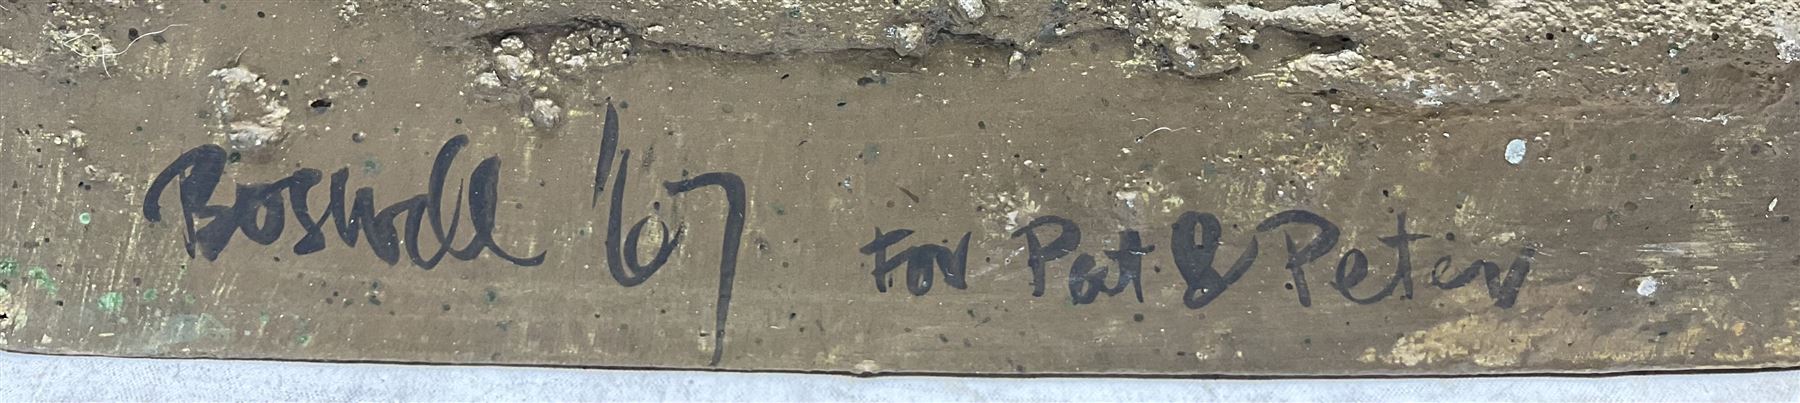 Boswell '67 For Pat & Peter